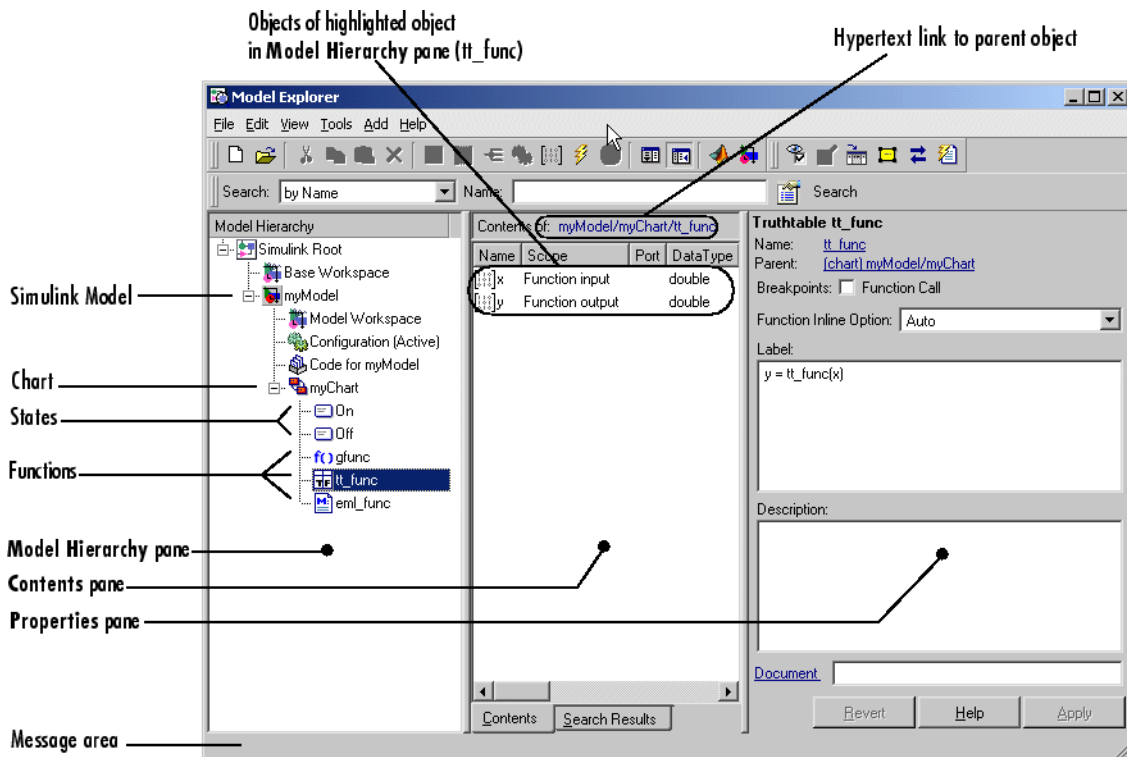 Objects of highlighted object
in Model Hierarchy pane (tt_func)
Hypertext link to parent object
Model Explorer
File Edit View Tools Add Help
Search: by Name Name: Search
Model Hierarchy
Simulink Root
Base Workspace
myModel
Model Workspace
Configuration (Active)
Code for myModel
myChart
On
Off
f() gfunc
tt_func
eml_func
Simulink Model
Chart
States
Functions
Model Hierarchy pane
Contents pane
Properties pane
Message area
Contents of: myModel/myChart/tt_func
Name Scope Port DataType
x Function input double
y Function output double
Contents Search Results
Truthtable tt_func
Name: tt_func
Parent: (chart) myModel/myChart
Breakpoints: Function Call
Function Inline Option: Auto
Label:
y = tt_func(x)
Description:
Document
Revert Help Apply